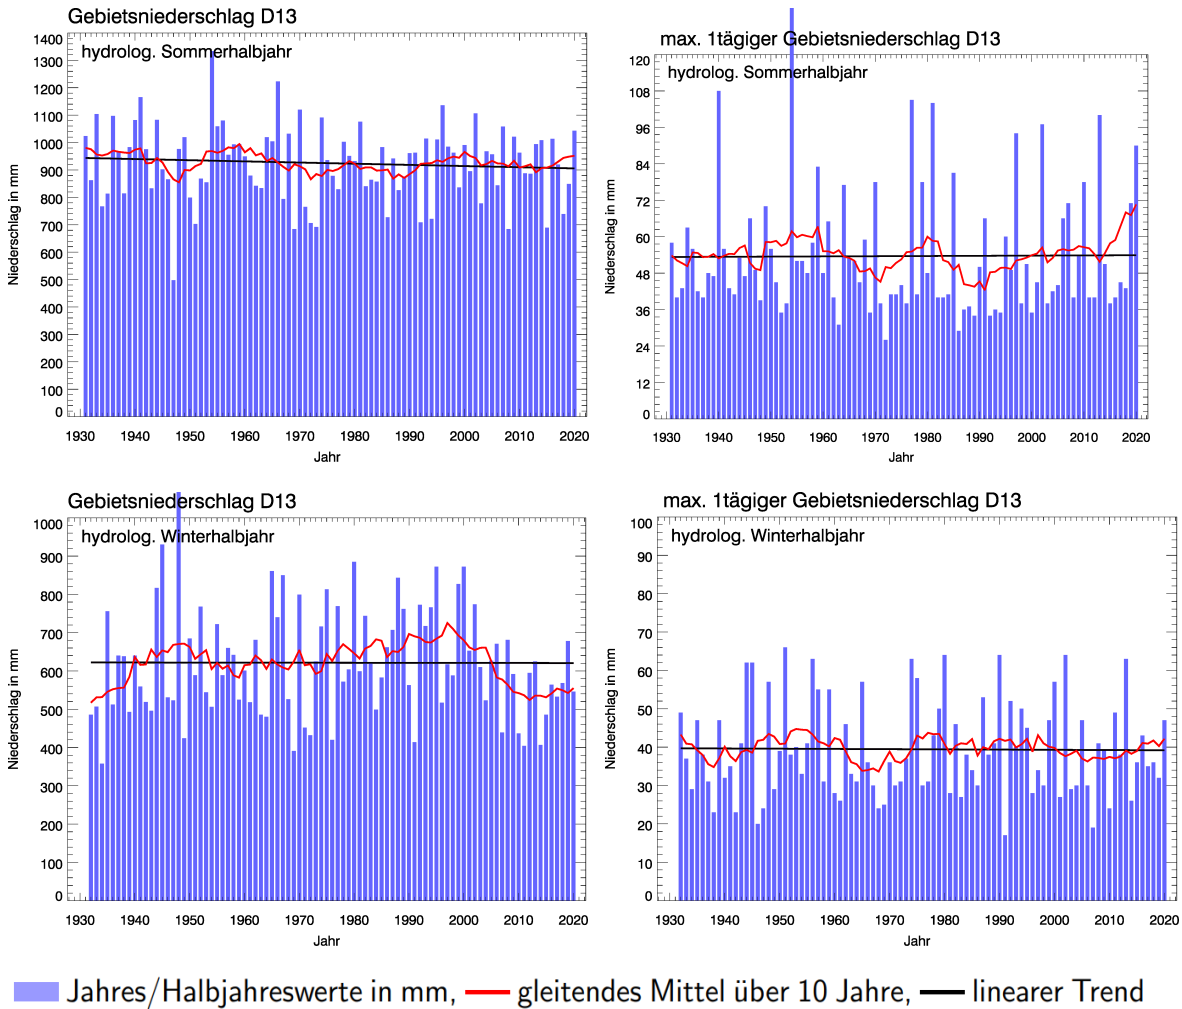 Gebietsniederschlag D13
hydrolog. Sommerhalbjahr
Niederschlag in mm
1400
1300
1200
1100
1000
900
800
700
600
500
400
300
200
100
0
1930 1940 1950 1960 1970 1980 1990 2000 2010 2020
Jahr
max. 1tägiger Gebietsniederschlag D13
hydrolog. Sommerhalbjahr
Niederschlag in mm
120
108
96
84
72
60
48
36
24
12
0
1930 1940 1950 1960 1970 1980 1990 2000 2010 2020
Jahr
Gebietsniederschlag D13
hydrolog. Winterhalbjahr
Niederschlag in mm
1000
900
800
700
600
500
400
300
200
100
0
1930 1940 1950 1960 1970 1980 1990 2000 2010 2020
Jahr
max. 1tägiger Gebietsniederschlag D13
hydrolog. Winterhalbjahr
Niederschlag in mm
100
90
80
70
60
50
40
30
20
10
0
1930 1940 1950 1960 1970 1980 1990 2000 2010 2020
Jahr
Jahres/Halbjahreswerte in mm, gleitendes Mittel über 10 Jahre, linearer Trend